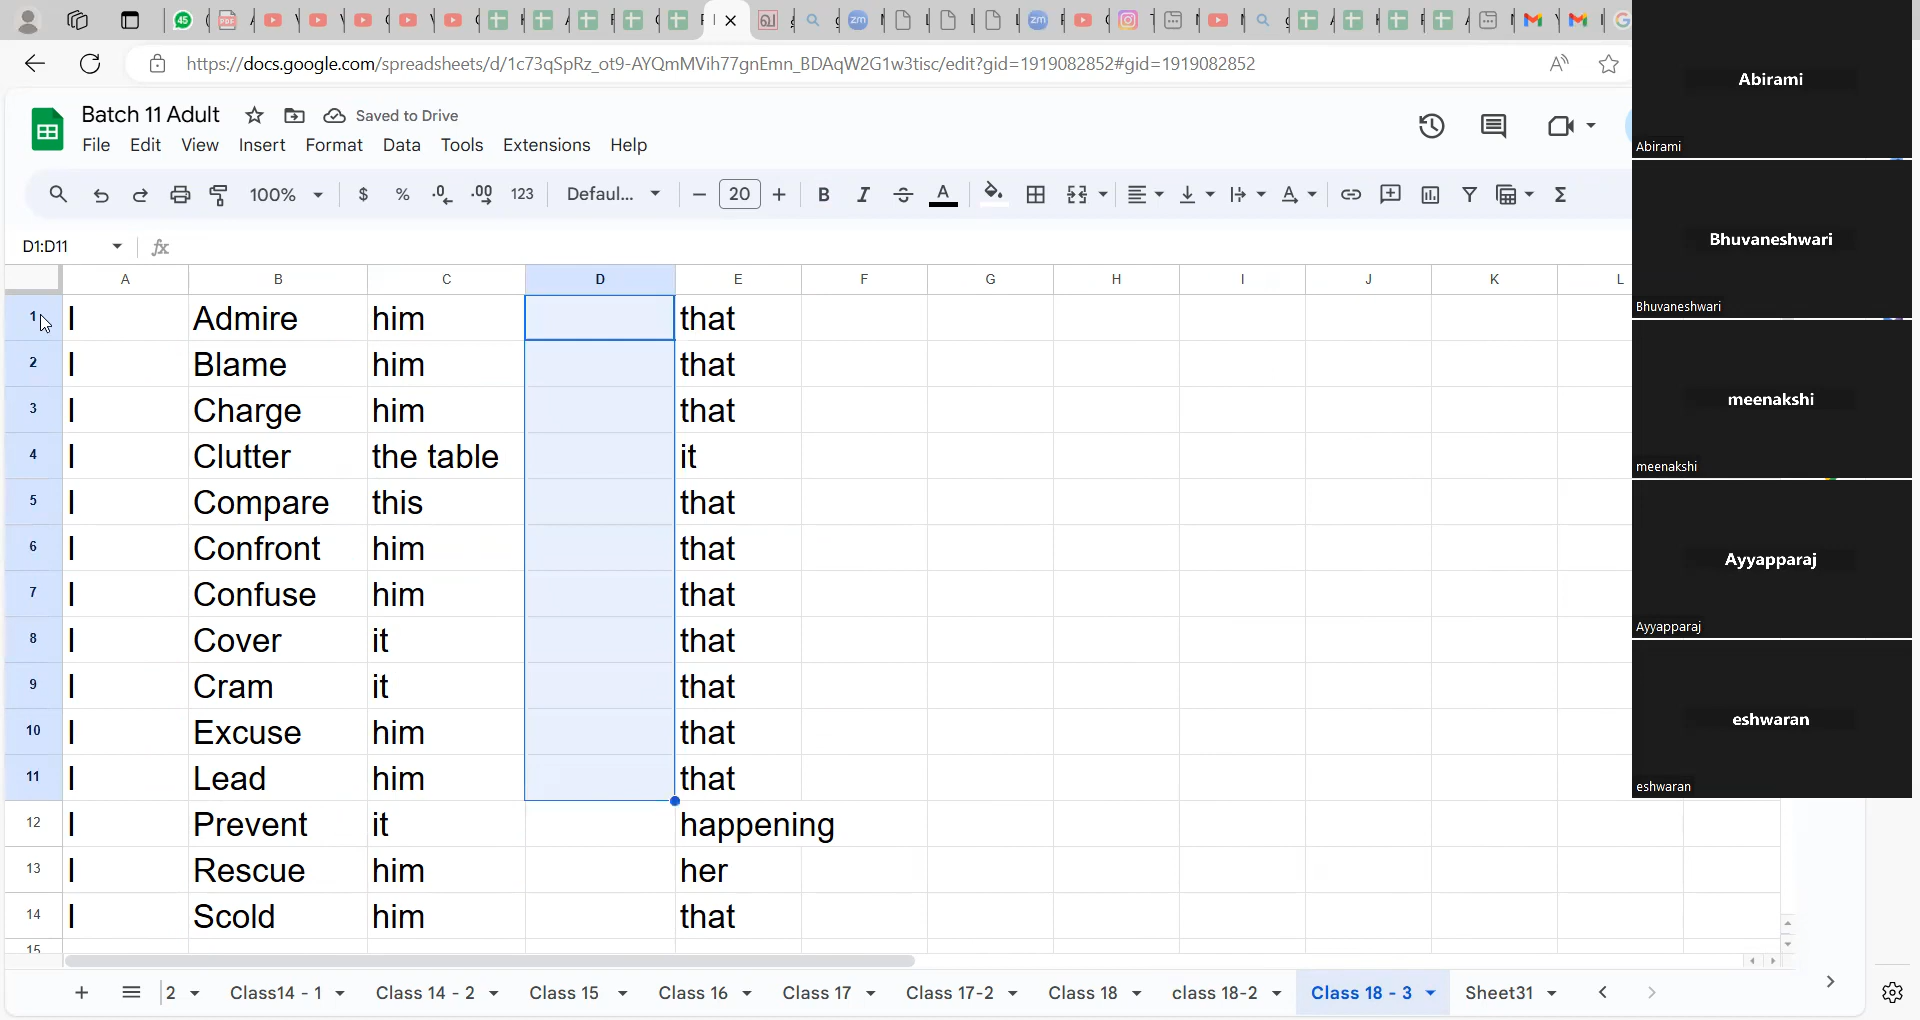 https://docs.google.com/spreadsheets/d/1c73qSpRz_ot9-AYQmMVih77gnEmn_BDAqW2G1w3tisc/edit?gid=1919082852#gid=1919082852
Batch 11 Adult Saved to Drive
File Edit View Insert Format Data Tools Extensions Help
100% $ % .0 .00 123 Defaul... 20 B I A
D1:D11 fx
A B C D E F G H I J K L
1 I Admire him that
2 I Blame him that
3 I Charge him that
4 I Clutter the table it
5 I Compare this that
6 I Confront him that
7 I Confuse him that
8 I Cover it that
9 I Cram it that
10 I Excuse him that
11 I Lead him that
12 I Prevent it happening
13 I Rescue him her
14 I Scold him that
15
2 Class14 - 1 Class 14 - 2 Class 15 Class 16 Class 17 Class 17-2 Class 18 class 18-2 Class 18 - 3 Sheet31
Abirami
Abirami
Bhuvaneshwari
Bhuvaneshwari
meenakshi
meenakshi
Ayyapparaj
Ayyapparaj
eshwaran
eshwaran